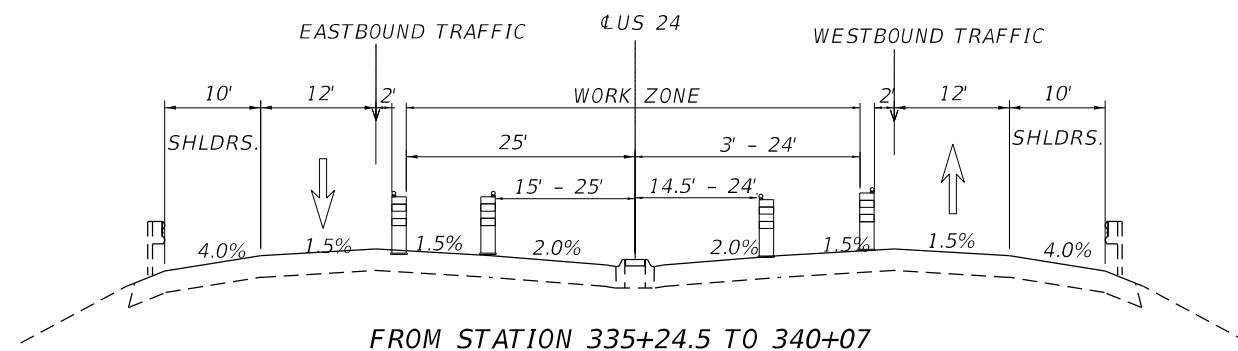 EASTBOUND TRAFFIC
℄ US 24
WESTBOUND TRAFFIC
10'
12'
2'
WORK ZONE
2'
12'
10'
SHLDRS.
25'
3' - 24'
SHLDRS.
15' - 25'
14.5' - 24'
4.0%
1.5%
1.5%
2.0%
2.0%
1.5%
1.5%
4.0%
FROM STATION 335+24.5 TO 340+07